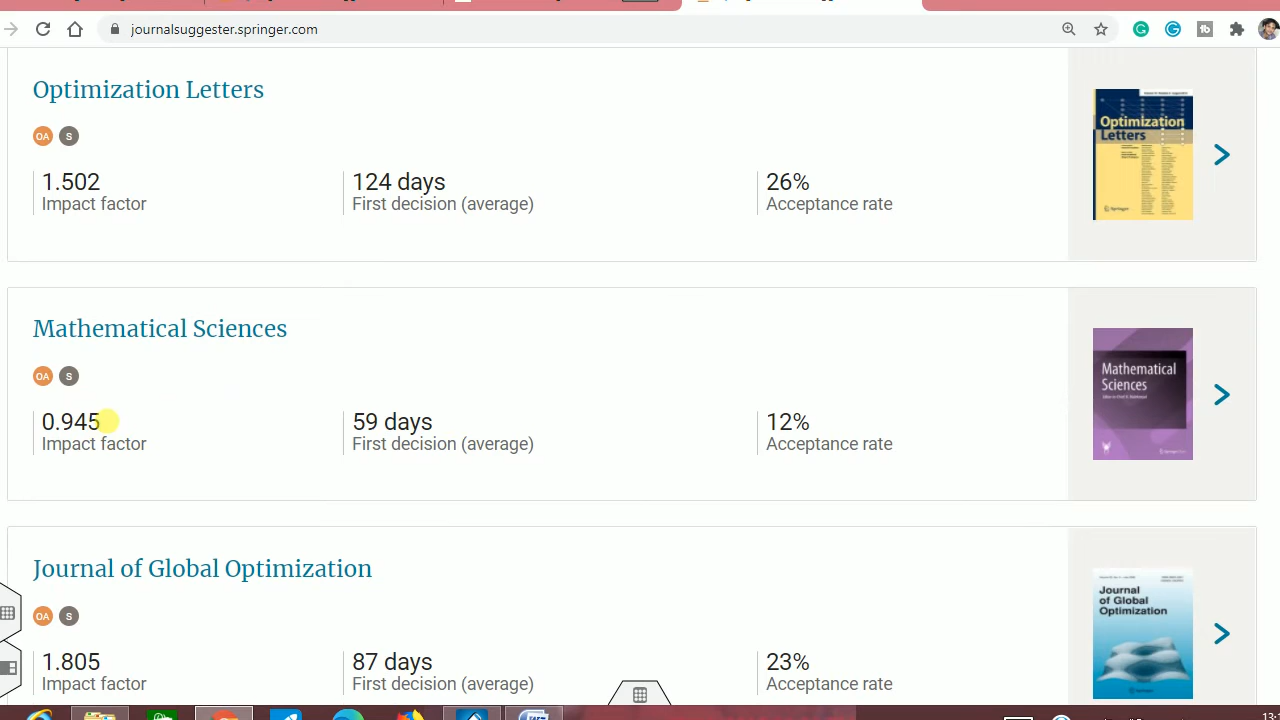 journalsuggester.springer.com
Optimization Letters
OA S
1.502
Impact factor
124 days
First decision (average)
26%
Acceptance rate
Optimization
Letters
Springer
Mathematical Sciences
OA S
0.945
Impact factor
59 days
First decision (average)
12%
Acceptance rate
Mathematical
Sciences
Journal of Global Optimization
OA S
1.805
Impact factor
87 days
First decision (average)
23%
Acceptance rate
Journal
of Global
Optimization
Springer